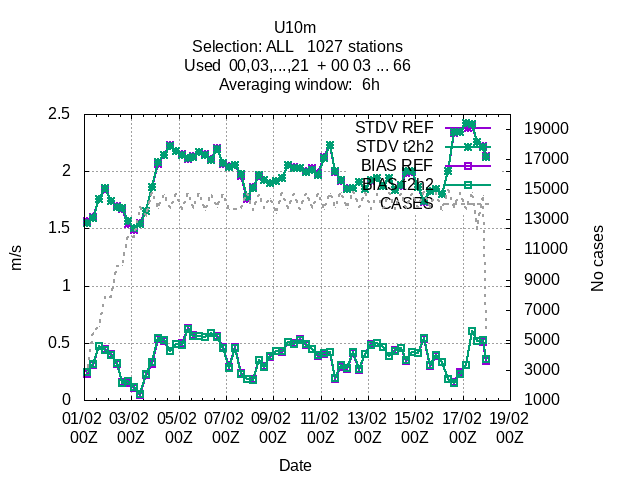 U10m
Selection: ALL   1027 stations
Used  00,03,...,21  + 00 03 ... 66
Averaging window:  6h
STDV REF
STDV t2h2
BIAS REF
BIAS t2h2
CASES
2.5
2
1.5
1
0.5
0
m/s
19000
17000
15000
13000
11000
9000
7000
5000
3000
1000
No cases
01/02 03/02 05/02 07/02 09/02 11/02 13/02 15/02 17/02 19/02
00Z 00Z 00Z 00Z 00Z 00Z 00Z 00Z 00Z 00Z
Date